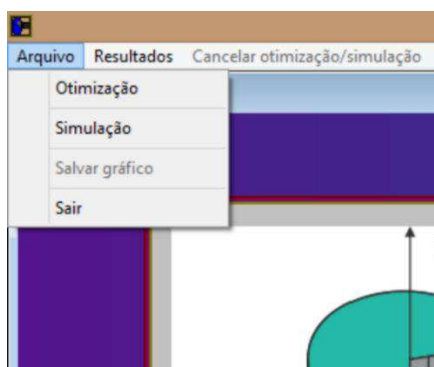 Arquivo Resultados Cancelar otimização/simulação
Otimização
Simulação
Salvar gráfico
Sair